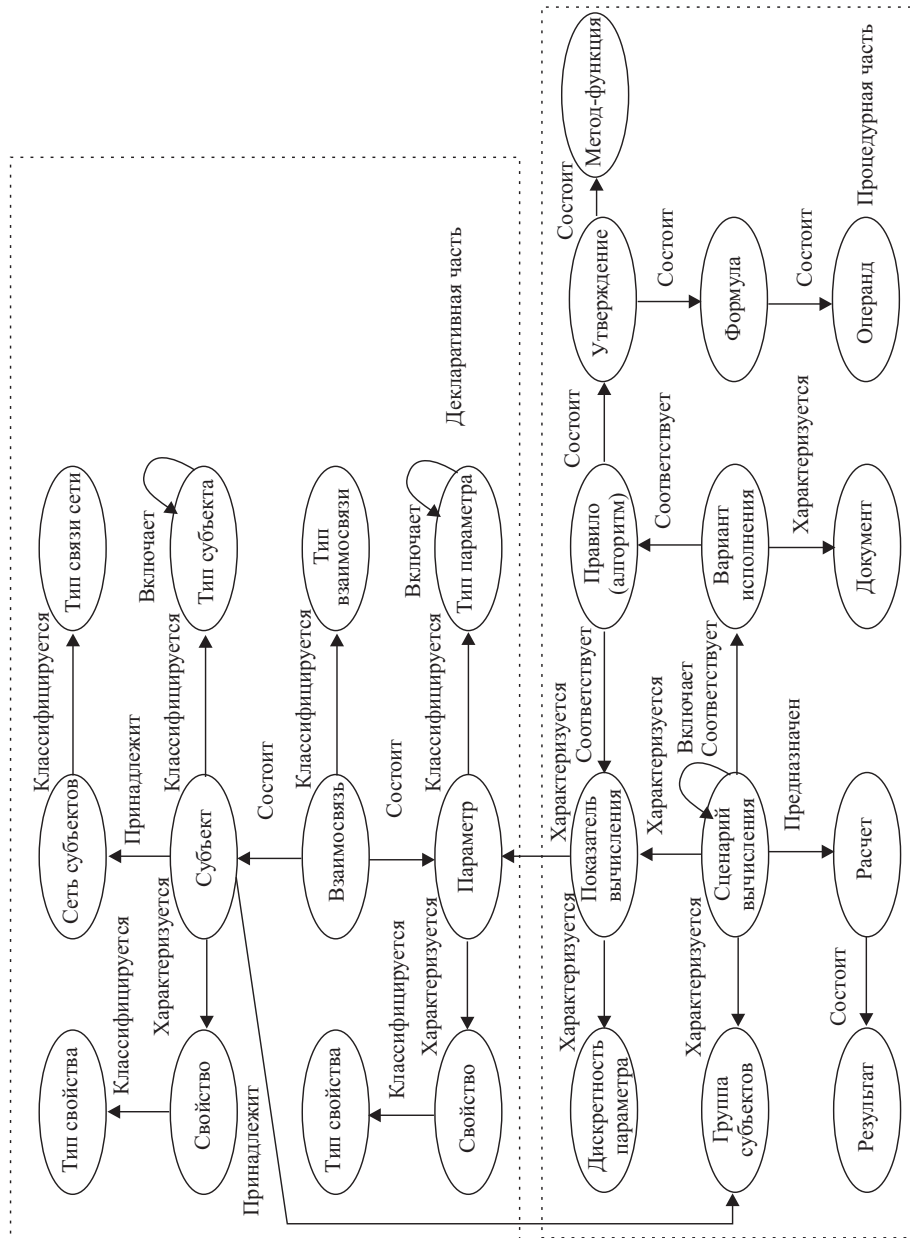 Тип свойства
Классифицируется
Свойство
Характеризуется
Сеть субъектов
Принадлежит
Субъект
Классифицируется
Тип связи сети
Классифицируется
Включает
Тип субъекта
Принадлежит
Состоит
Тип свойства
Классифицируется
Свойство
Характеризуется
Взаимосвязь
Состоит
Параметр
Классифицируется
Тип
взаимосвязи
Классифицируется
Включает
Тип параметра
Декларативная часть
Характеризуется
Дискретность
параметра
Характеризуется
Показатель
вычисления
Соответствует
Правило
(алгоритм)
Состоит
Утверждение
Состоит
Метод-функция
Характеризуется
Соответствует
Состоит
Группа
субъектов
Характеризуется
Сценарий
вычисления
Включает
Соответствует
Вариант
исполнения
Формула
Предназначен
Характеризуется
Состоит
Результат
Состоит
Расчет
Документ
Операнд
Процедурная часть